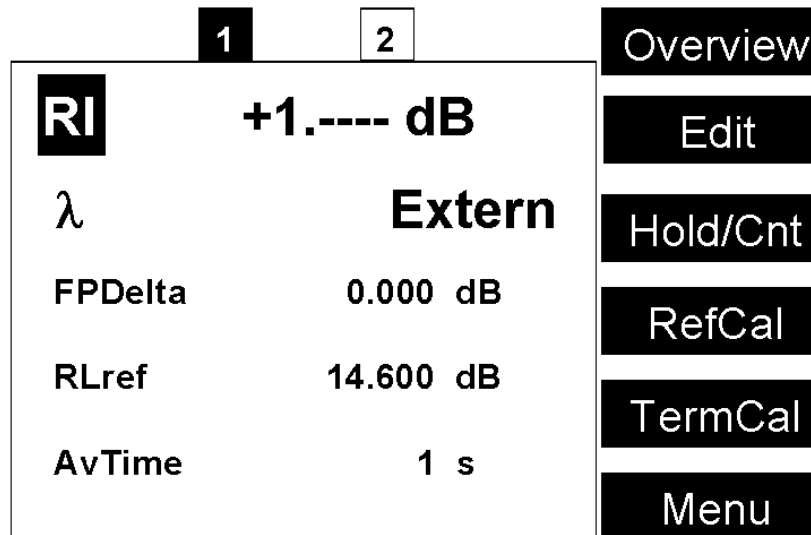 1 2
RI +1.---- dB
λ Extern
FPDelta 0.000 dB
RLref 14.600 dB
AvTime 1 s
Overview
Edit
Hold/Cnt
RefCal
TermCal
Menu